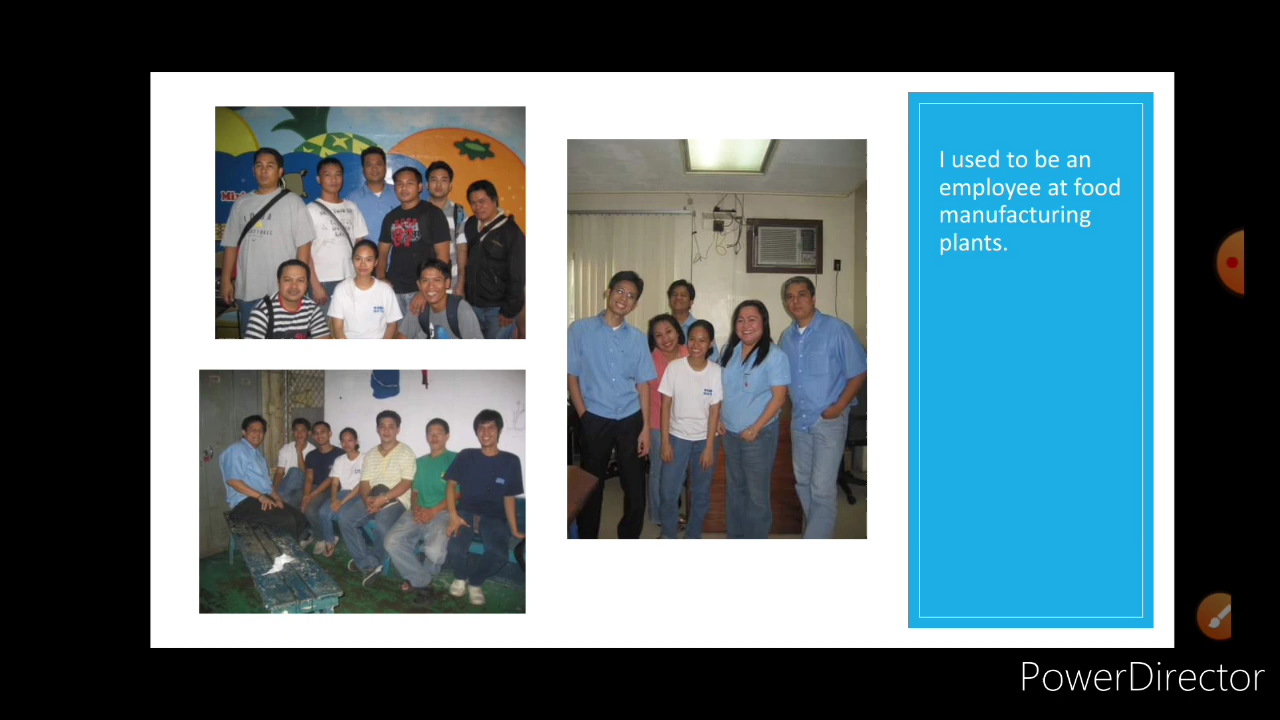 I used to be an
employee at food
manufacturing
plants.
PowerDirector